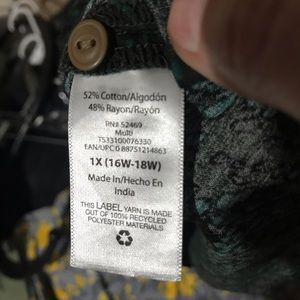 52% Cotton/Algodón
48% Rayon/Rayón
RN# 52469
Multi
TS33100076330
EAN/UPC 0 88751214863
1X (16W-18W)
Made In/Hecho En
India
THIS LABEL YARN IS MADE
OUT OF 100% RECYCLED
POLYESTER MATERIALS